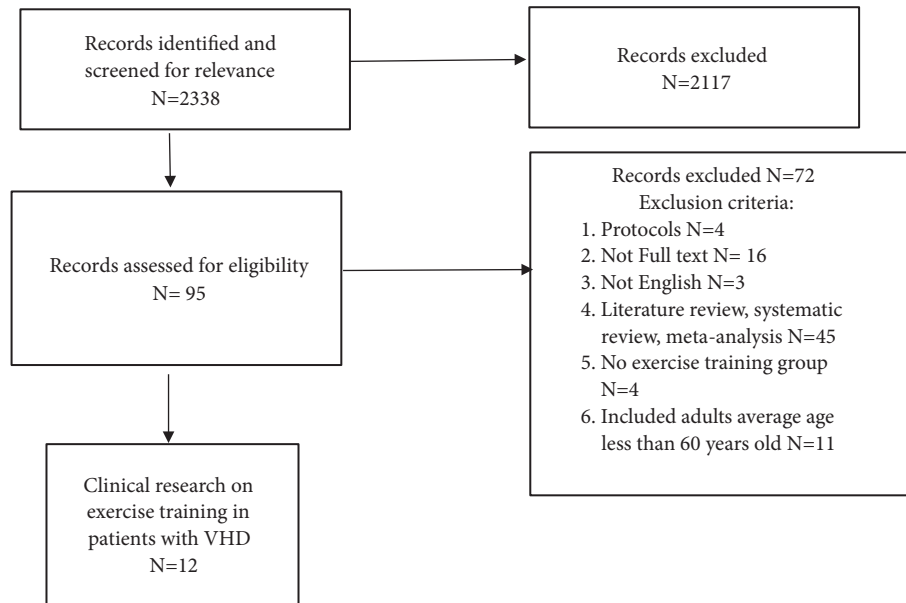 Records identified and
screened for relevance
N=2338
Records excluded
N=2117
Records assessed for eligibility
N= 95
Records excluded N=72
Exclusion criteria:
1. Protocols N=4
2. Not Full text N= 16
3. Not English N=3
4. Literature review, systematic
review, meta-analysis N=45
5. No exercise training group
N=4
6. Included adults average age
less than 60 years old N=11
Clinical research on
exercise training in
patients with VHD
N=12